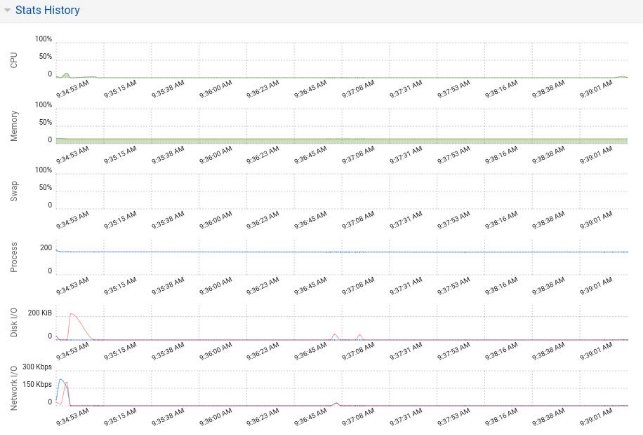 Stats History
CPU
100%
50%
0
9:34:53 AM 9:35:15 AM 9:35:38 AM 9:36:00 AM 9:36:23 AM 9:36:45 AM 9:37:08 AM 9:37:31 AM 9:37:53 AM 9:38:16 AM 9:38:38 AM 9:39:01 AM
Memory
100%
50%
0
9:34:53 AM 9:35:15 AM 9:35:38 AM 9:36:00 AM 9:36:23 AM 9:36:45 AM 9:37:08 AM 9:37:31 AM 9:37:53 AM 9:38:16 AM 9:38:38 AM 9:39:01 AM
Swap
100%
50%
0
9:34:53 AM 9:35:15 AM 9:35:38 AM 9:36:00 AM 9:36:23 AM 9:36:45 AM 9:37:08 AM 9:37:31 AM 9:37:53 AM 9:38:16 AM 9:38:38 AM 9:39:01 AM
Process
200
0
9:34:53 AM 9:35:15 AM 9:35:38 AM 9:36:00 AM 9:36:23 AM 9:36:45 AM 9:37:08 AM 9:37:31 AM 9:37:53 AM 9:38:16 AM 9:38:38 AM 9:39:01 AM
Disk I/O
200 KiB
0
9:34:53 AM 9:35:15 AM 9:35:38 AM 9:36:00 AM 9:36:23 AM 9:36:45 AM 9:37:08 AM 9:37:31 AM 9:37:53 AM 9:38:16 AM 9:38:38 AM 9:39:01 AM
Network I/O
300 Kbps
150 Kbps
0
9:34:53 AM 9:35:15 AM 9:35:38 AM 9:36:00 AM 9:36:23 AM 9:36:45 AM 9:37:08 AM 9:37:31 AM 9:37:53 AM 9:38:16 AM 9:38:38 AM 9:39:01 AM